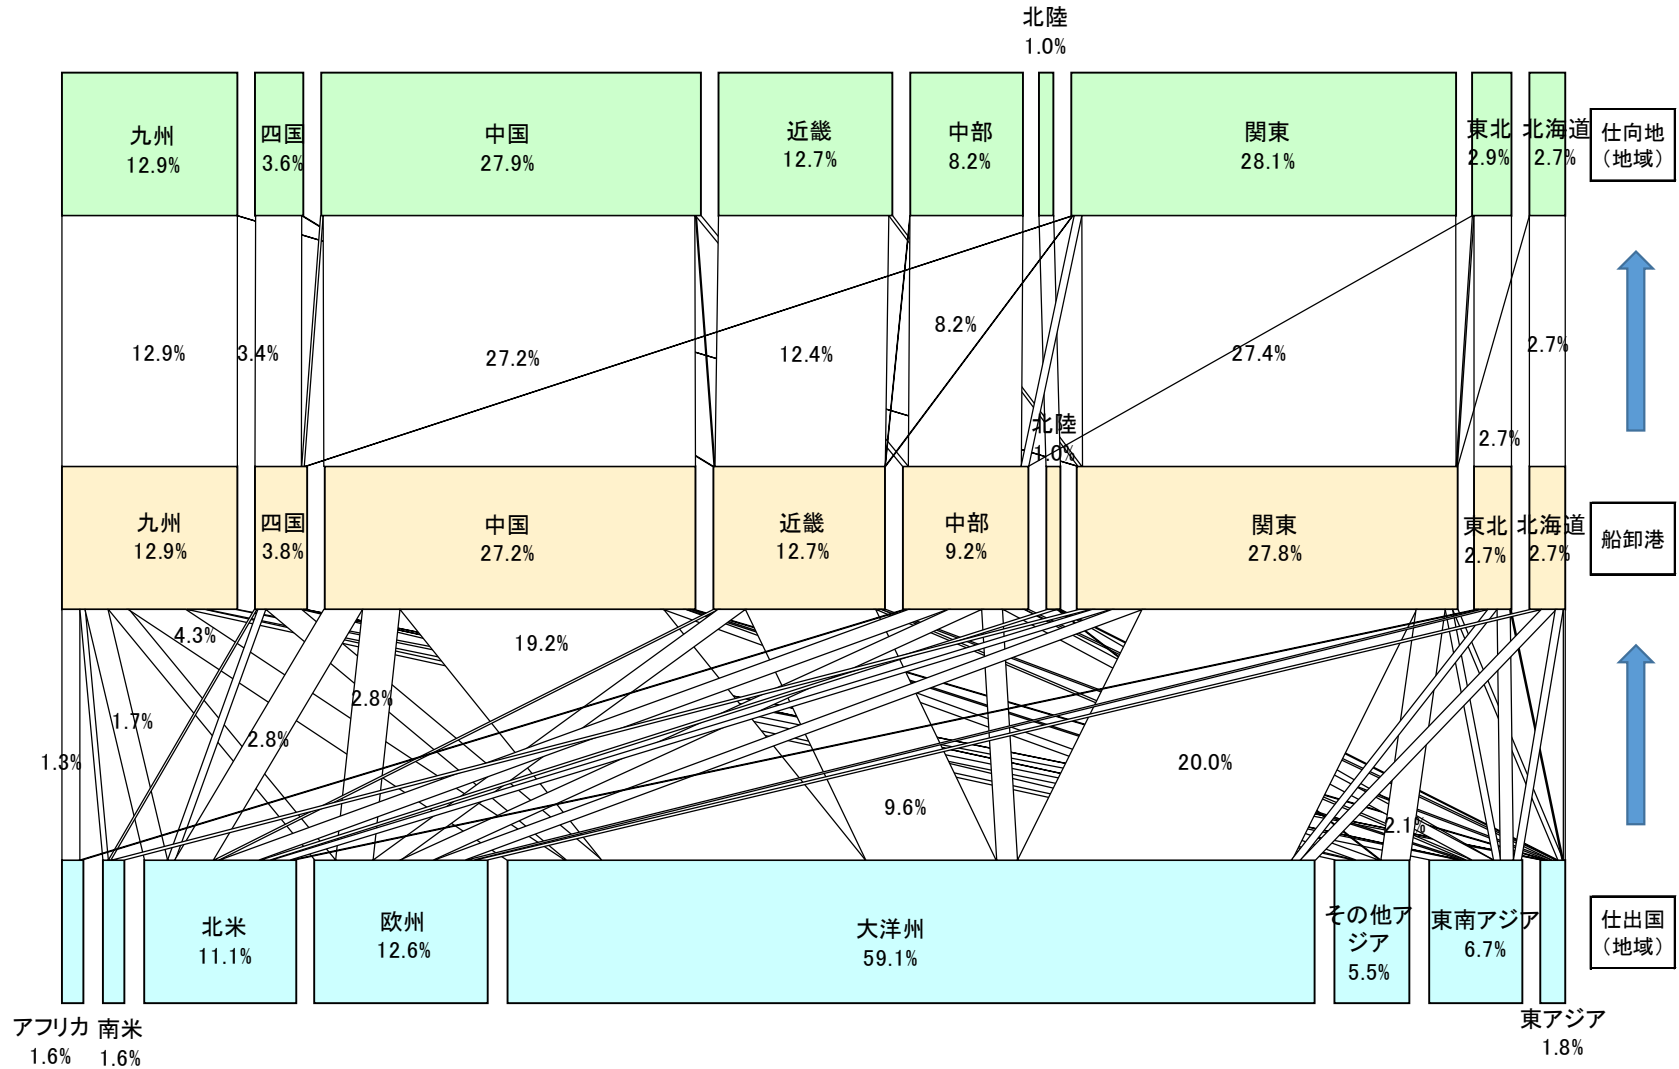 北陸
1.0%
九州
12.9%
四国
3.6%
中国
27.9%
近畿
12.7%
中部
8.2%
関東
28.1%
東北
2.9%
北海道
2.7%
仕向地
（地域）
12.9%
3.4%
27.2%
12.4%
8.2%
27.4%
2.7%
2.7%
北陸
1.0%
九州
12.9%
四国
3.8%
中国
27.2%
近畿
12.7%
中部
9.2%
関東
27.8%
東北
2.7%
北海道
2.7%
船卸港
4.3%
19.2%
2.8%
1.7%
2.8%
1.3%
20.0%
9.6%
2.1%
北米
11.1%
欧州
12.6%
大洋州
59.1%
その他ア
ジア
5.5%
東南アジア
6.7%
仕出国
（地域）
アフリカ
1.6%
南米
1.6%
東アジア
1.8%